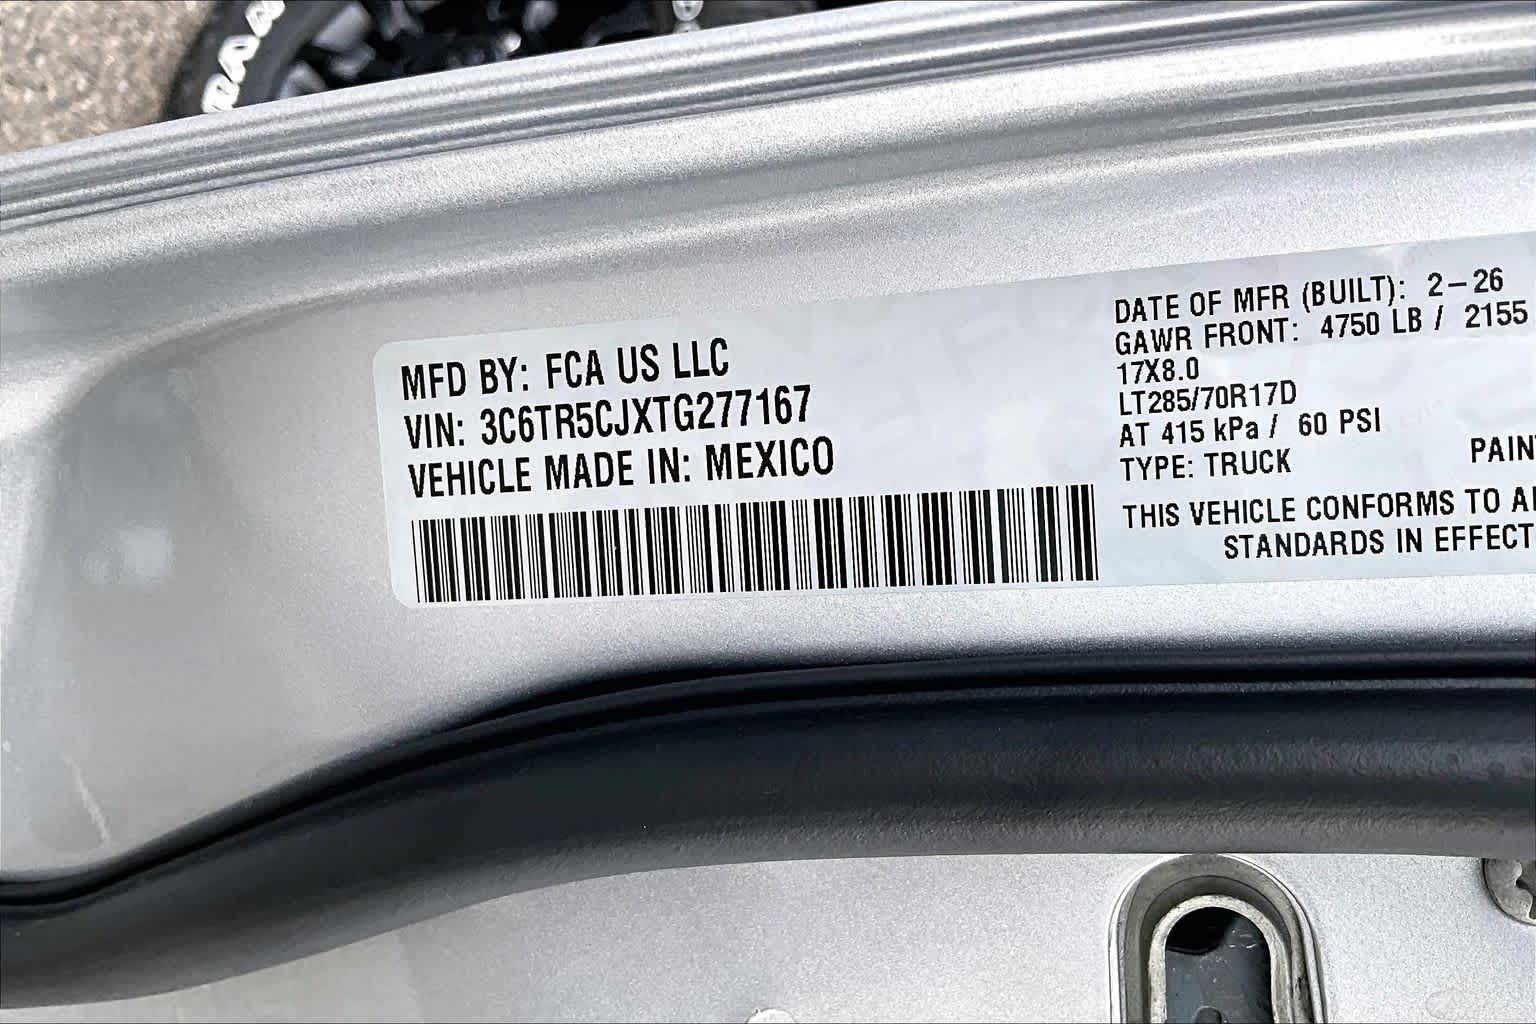 MFD BY: FCA US LLC
VIN: 3C6TR5CJXTG277167
VEHICLE MADE IN: MEXICO
DATE OF MFR (BUILT): 2-26
GAWR FRONT: 4750 LB / 2155
17X8.0
LT285/70R17D
AT 415 kPa / 60 PSI
TYPE: TRUCK
PAIN
THIS VEHICLE CONFORMS TO AL
STANDARDS IN EFFECT